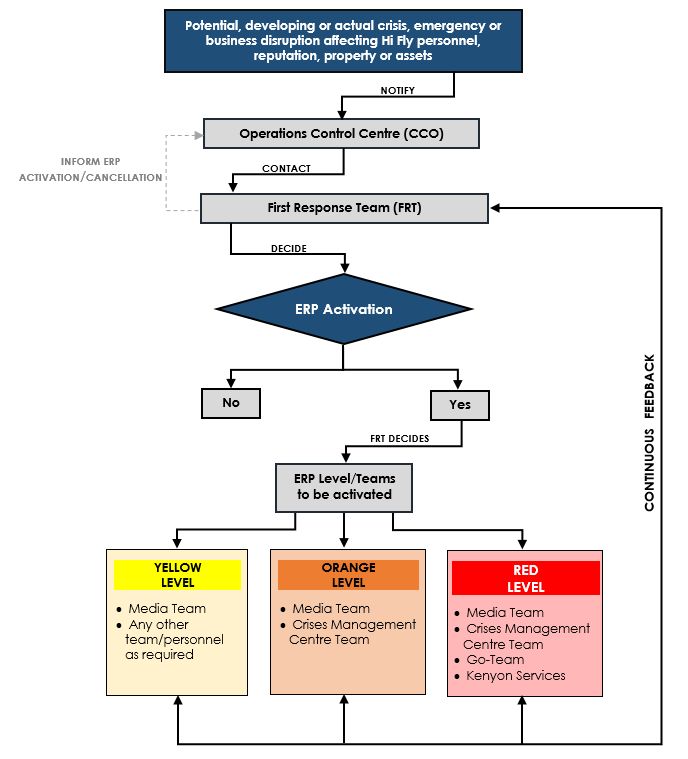 Potential, developing or actual crisis, emergency or
business disruption affecting Hi Fly personnel,
reputation, property or assets
NOTIFY
Operations Control Centre (CCO)
INFORM ERP
ACTIVATION/CANCELLATION
CONTACT
First Response Team (FRT)
DECIDE
ERP Activation
No
Yes
FRT DECIDES
ERP Level/Teams
to be activated
CONTINUOUS FEEDBACK
YELLOW
LEVEL
• Media Team
• Any other
team/personnel
as required
ORANGE
LEVEL
• Media Team
• Crises Management
Centre Team
RED
LEVEL
• Media Team
• Crises Management
Centre Team
• Go-Team
• Kenyon Services